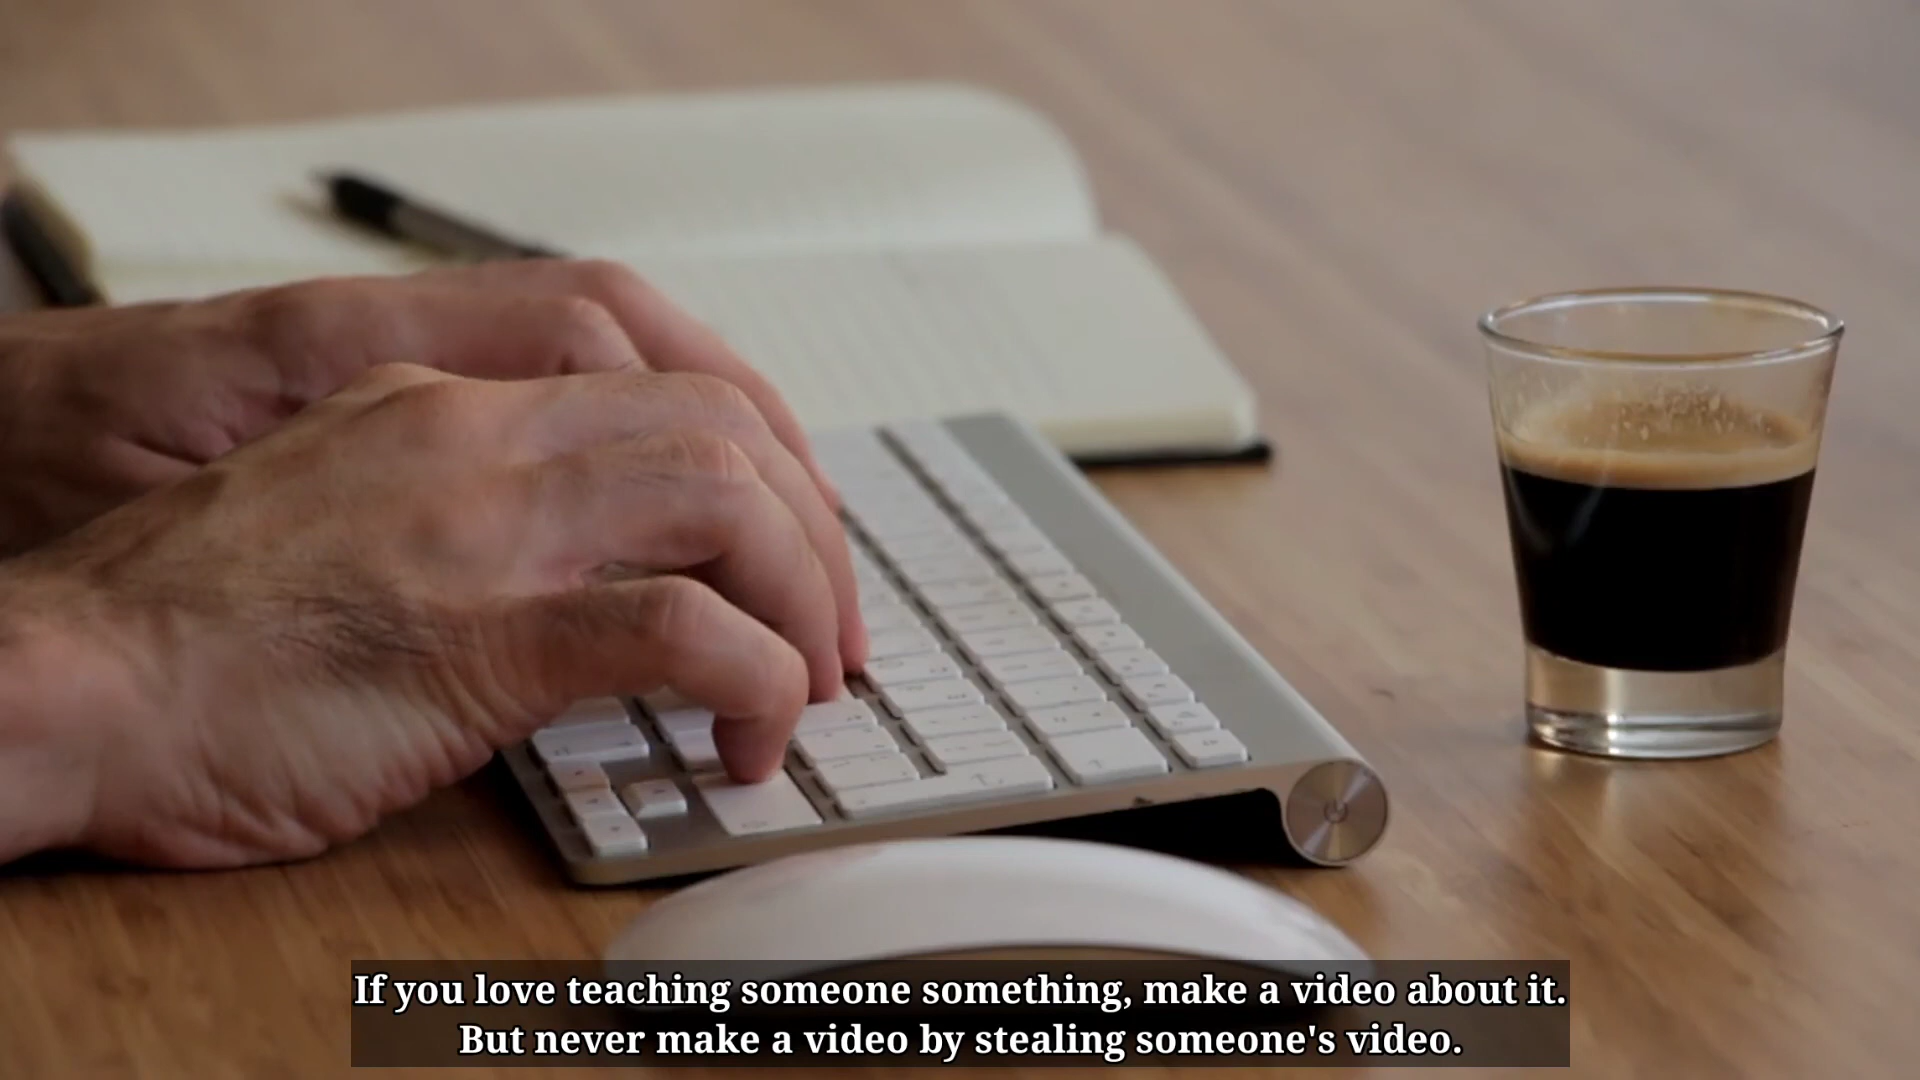 If you love teaching someone something, make a video about it.
But never make a video by stealing someone's video.